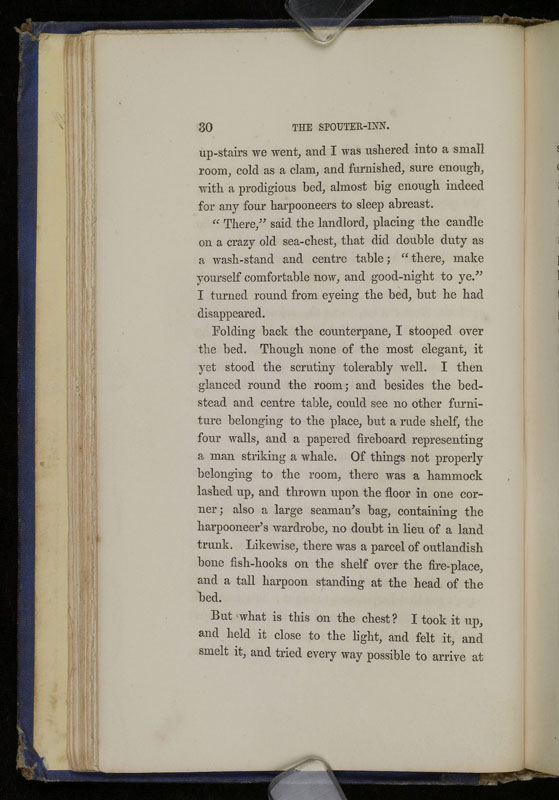 30 THE SPOUTER-INN.
up-stairs we went, and I was ushered into a small
room, cold as a clam, and furnished, sure enough,
with a prodigious bed, almost big enough indeed
for any four harpooneers to sleep abreast.
“ There,” said the landlord, placing the candle
on a crazy old sea-chest, that did double duty as
a wash-stand and centre table; “there, make
yourself comfortable now, and good-night to ye.”
I turned round from eyeing the bed, but he had
disappeared.
Folding back the counterpane, I stooped over
the bed. Though none of the most elegant, it
yet stood the scrutiny tolerably well. I then
glanced round the room; and besides the bed-
stead and centre table, could see no other furni-
ture belonging to the place, but a rude shelf, the
four walls, and a papered fireboard representing
a man striking a whale. Of things not properly
belonging to the room, there was a hammock
lashed up, and thrown upon the floor in one cor-
ner; also a large seaman's bag, containing the
harpooneer's wardrobe, no doubt in lieu of a land
trunk. Likewise, there was a parcel of outlandish
bone fish-hooks on the shelf over the fire-place,
and a tall harpoon standing at the head of the
bed.
But what is this on the chest? I took it up,
and held it close to the light, and felt it, and
smelt it, and tried every way possible to arrive at